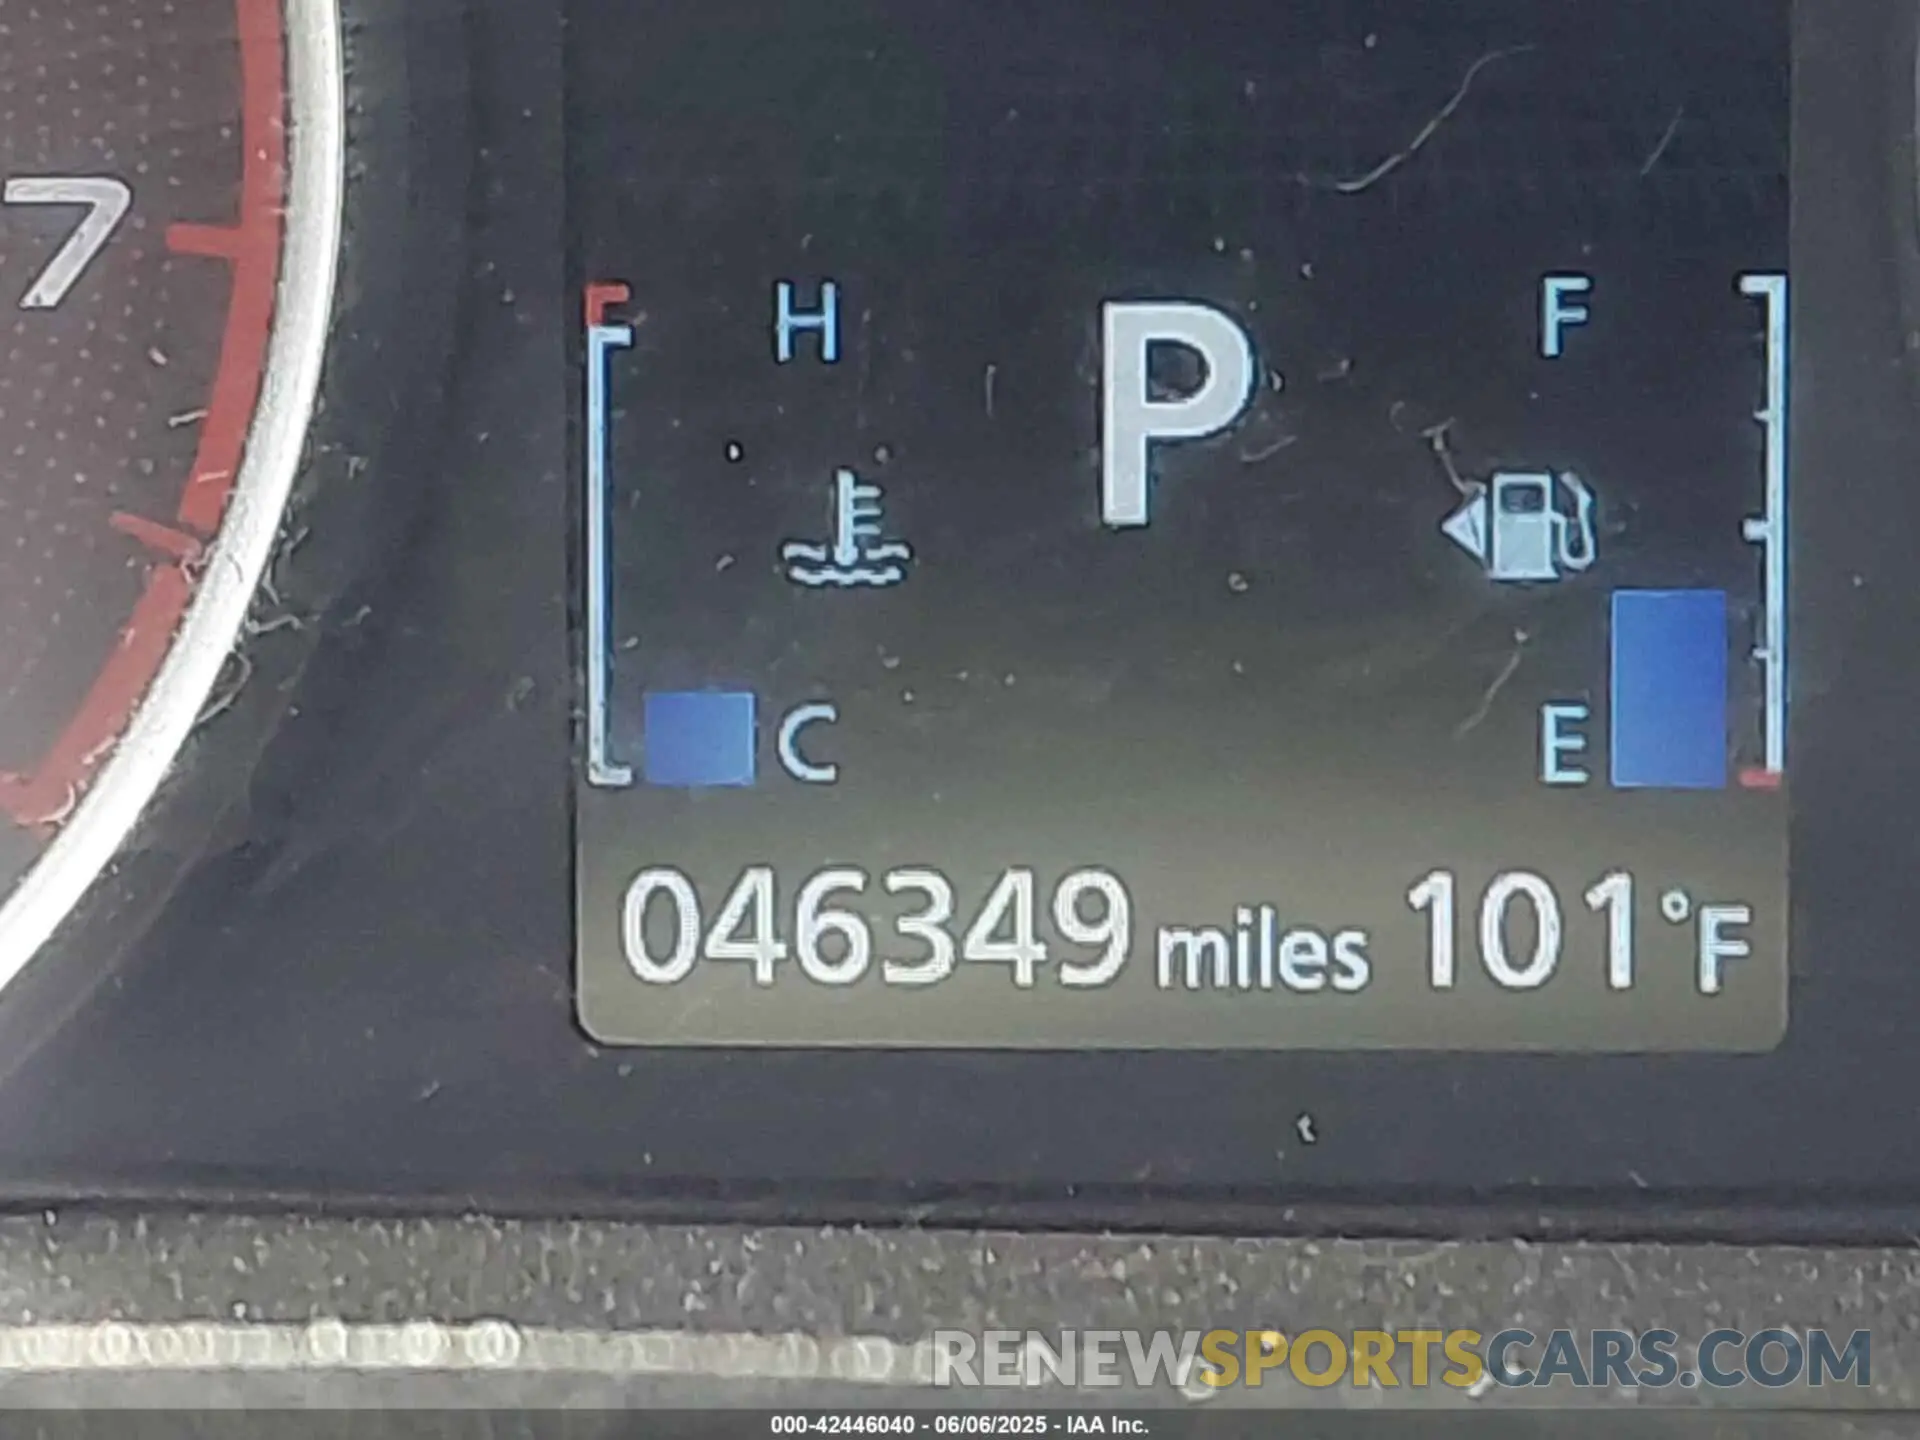 7
H
P
F
C
E
046349 miles 101°F
RENEWSPORTSCARS.COM
000-42446040 - 06/06/2025 - IAA Inc.